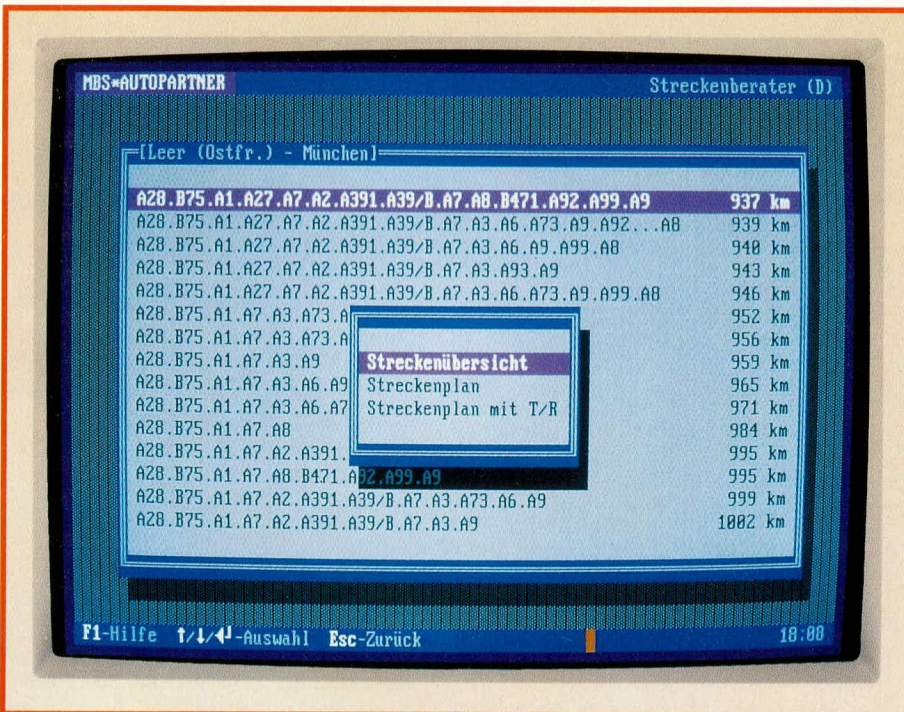 MBS*AUTOPARTNER Streckenberater (D)
[Leer (Ostfr.) - München]
A28.B75.A1.A27.A7.A2.A391.A39/B.A7.A8.B471.A92.A99.A9 937 km
A28.B75.A1.A27.A7.A2.A391.A39/B.A7.A3.A6.A73.A9.A92...A8 939 km
A28.B75.A1.A27.A7.A2.A391.A39/B.A7.A3.A6.A9.A99.A8 940 km
A28.B75.A1.A27.A7.A2.A391.A39/B.A7.A3.A93.A9 943 km
A28.B75.A1.A27.A7.A2.A391.A39/B.A7.A3.A6.A73.A9.A99.A8 946 km
A28.B75.A1.A7.A3.A73.A 952 km
A28.B75.A1.A7.A3.A73.A 956 km
A28.B75.A1.A7.A3.A9 959 km
A28.B75.A1.A7.A3.A6.A9 965 km
A28.B75.A1.A7.A3.A6.A7 971 km
A28.B75.A1.A7.A8 984 km
A28.B75.A1.A7.A2.A391. 995 km
A28.B75.A1.A7.A8.B471.A92.A99.A9 995 km
A28.B75.A1.A7.A2.A391.A39/B.A7.A3.A73.A6.A9 999 km
A28.B75.A1.A7.A2.A391.A39/B.A7.A3.A9 1002 km
Streckenübersicht
Streckenplan
Streckenplan mit T/R
F1-Hilfe ↑/↓/◄┘-Auswahl Esc-Zurück 18:08